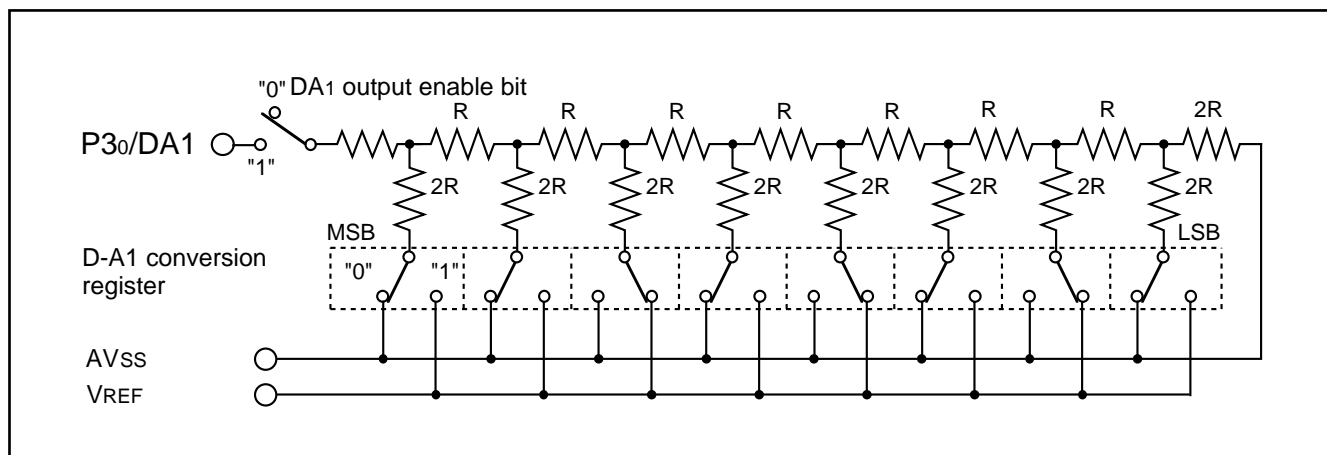 "0" DA1 output enable bit
R R R R R R R 2R
P30/DA1
"1"
2R 2R 2R 2R 2R 2R 2R 2R
MSB LSB
D-A1 conversion
register
"0" "1"
AVSS
VREF